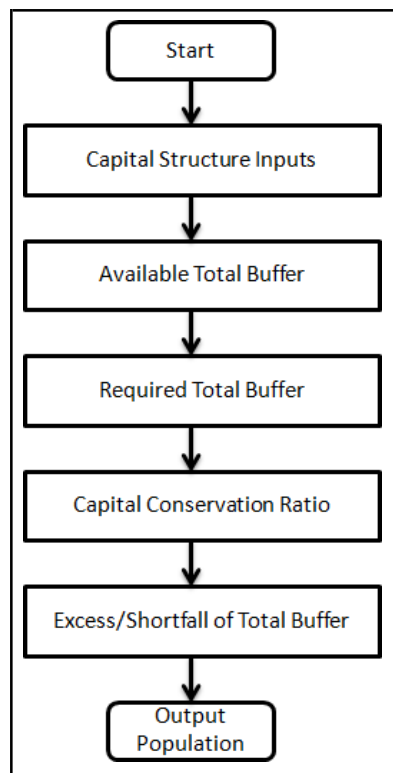 Start
Capital Structure Inputs
Available Total Buffer
Required Total Buffer
Capital Conservation Ratio
Excess/Shortfall of Total Buffer
Output
Population